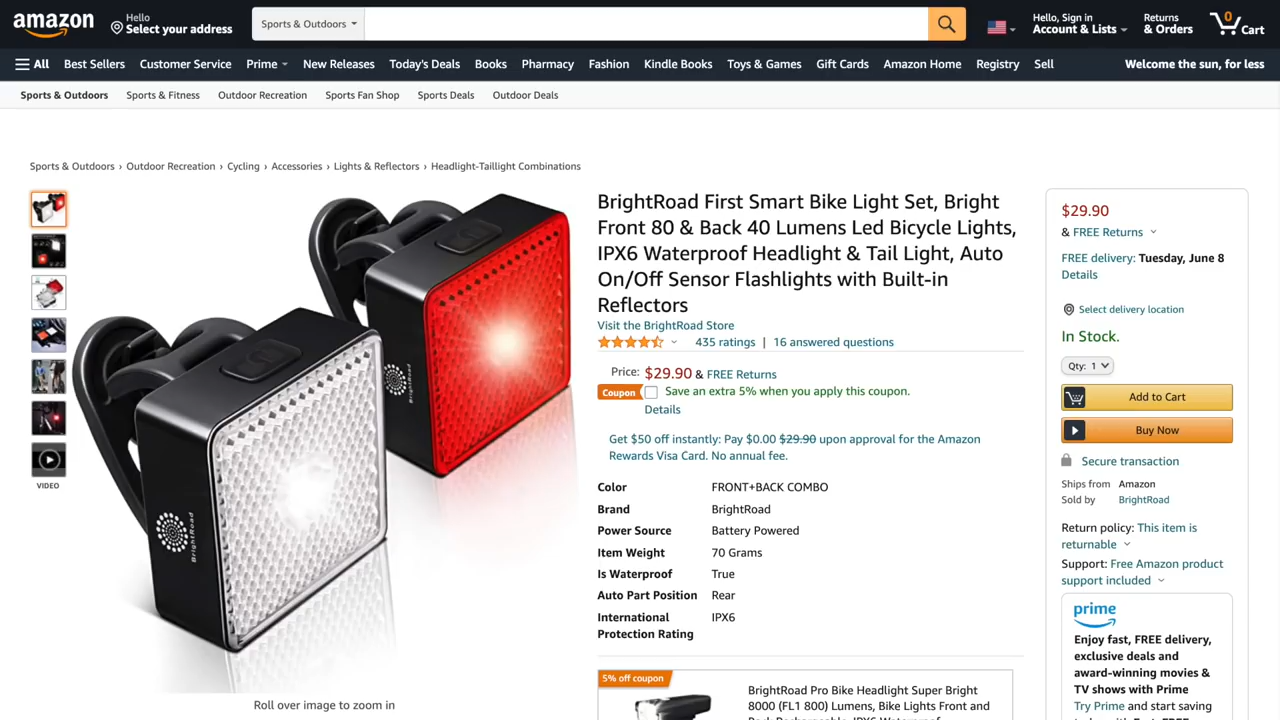 amazon
Hello
Select your address
Sports & Outdoors
Hello, Sign in
Account & Lists
Returns
& Orders
0
Cart
All
Best Sellers
Customer Service
Prime
New Releases
Today's Deals
Books
Pharmacy
Fashion
Kindle Books
Toys & Games
Gift Cards
Amazon Home
Registry
Sell
Welcome the sun, for less
Sports & Outdoors
Sports & Fitness
Outdoor Recreation
Sports Fan Shop
Sports Deals
Outdoor Deals
Sports & Outdoors › Outdoor Recreation › Cycling › Accessories › Lights & Reflectors › Headlight-Taillight Combinations
VIDEO
BrightRoad
BrightRoad
Roll over image to zoom in
BrightRoad First Smart Bike Light Set, Bright
Front 80 & Back 40 Lumens Led Bicycle Lights,
IPX6 Waterproof Headlight & Tail Light, Auto
On/Off Sensor Flashlights with Built-in
Reflectors
Visit the BrightRoad Store
435 ratings | 16 answered questions
Price: $29.90 & FREE Returns
Coupon Save an extra 5% when you apply this coupon.
Details
Get $50 off instantly: Pay $0.00 $29.90 upon approval for the Amazon
Rewards Visa Card. No annual fee.
Color FRONT+BACK COMBO
Brand BrightRoad
Power Source Battery Powered
Item Weight 70 Grams
Is Waterproof True
Auto Part Position Rear
International IPX6
Protection Rating
5% off coupon
BrightRoad Pro Bike Headlight Super Bright
8000 (FL1 800) Lumens, Bike Lights Front and
$29.90
& FREE Returns
FREE delivery: Tuesday, June 8
Details
Select delivery location
In Stock.
Qty: 1
Add to Cart
Buy Now
Secure transaction
Ships from Amazon
Sold by BrightRoad
Return policy: This item is
returnable
Support: Free Amazon product
support included
prime
Enjoy fast, FREE delivery,
exclusive deals and
award-winning movies &
TV shows with Prime
Try Prime and start saving